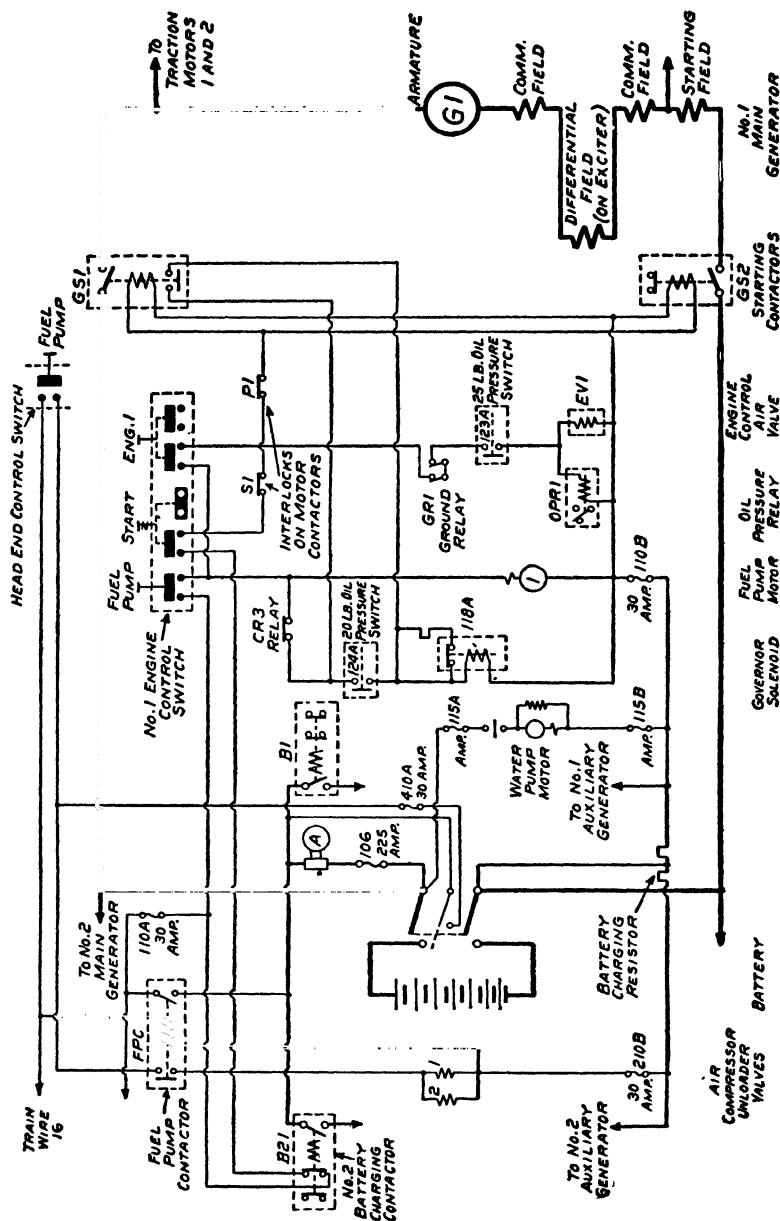 HEAD END CONTROL SWITCH
FUEL
PUMP
TO
TRACTION
MOTORS
1 AND 2
No.1 ENGINE
CONTROL
SWITCH
FUEL
PUMP
START
ENG.1
GS1
ARMATURE
G1
COMM.
FIELD
DIFFERENTIAL
FIELD
(ON EXCITER)
COMM.
FIELD
STARTING
FIELD
No.1
MAIN
GENERATOR
S1
P1
INTERLOCKS
ON MOTOR
CONTACTORS
CR3
RELAY
124A
20 LB. OIL
PRESSURE
SWITCH
GR1
GROUND
RELAY
123A
25 LB. OIL
PRESSURE
SWITCH
118A
OPR1
EV1
1
30
AMP.
110B
GS2
STARTING
CONTACTORS
ENGINE
CONTROL
AIR
VALVE
OIL
PRESSURE
RELAY
FUEL
PUMP
MOTOR
GOVERNOR
SOLENOID
B1
A
106
225
AMP.
410A
30 AMP.
115A
AMP.
WATER
PUMP
MOTOR
AMP.
115B
TO No.1
AUXILIARY
GENERATOR
TO No.2
MAIN
GENERATOR
110A
30
AMP.
BATTERY
CHARGING
RESISTOR
BATTERY
TRAIN
WIRE
16
FPC
FUEL
PUMP
CONTACTOR
B21
No.21
BATTERY
CHARGING
CONTACTOR
2
1
30
AMP.
210B
TO No.2
AUXILIARY
GENERATOR
AIR
COMPRESSOR
UNLOADER
VALVES